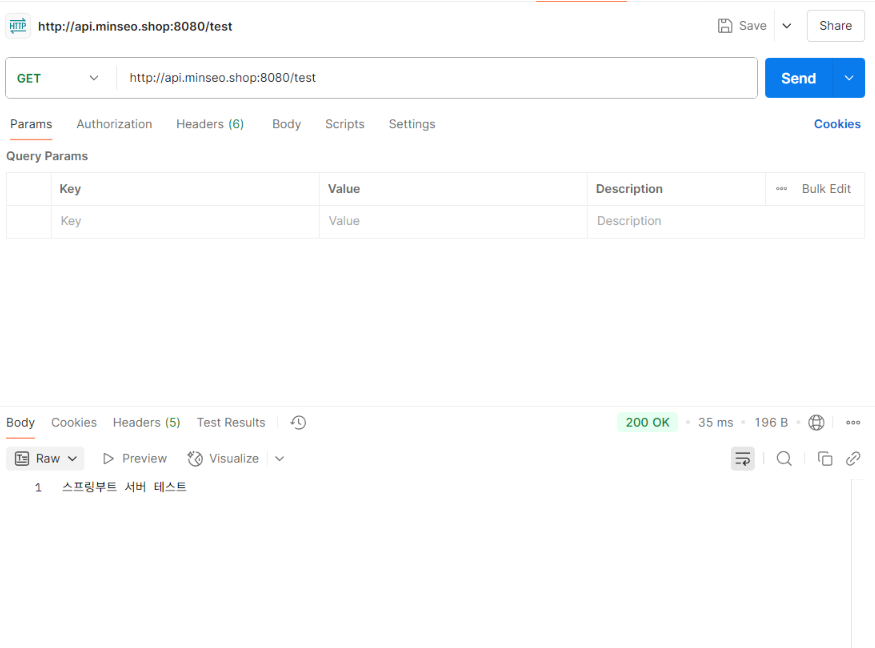 HTTP http://api.minseo.shop:8080/test Save Share
GET http://api.minseo.shop:8080/test Send
Params Authorization Headers (6) Body Scripts Settings Cookies
Query Params
Key Value Description Bulk Edit
Key Value Description
Body Cookies Headers (5) Test Results 200 OK • 35 ms • 196 B •
Raw Preview Visualize
1 스프링부트 서버 테스트